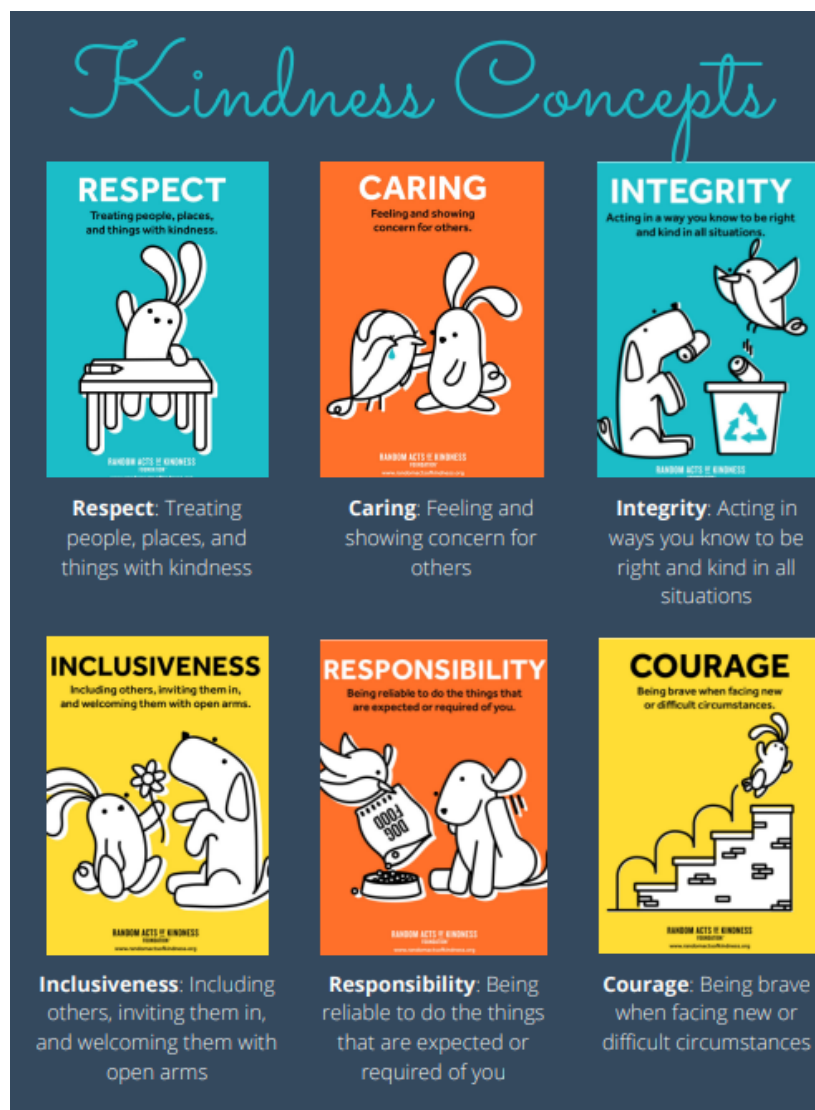 Kindness Concepts
RESPECT
Treating people, places,
and things with kindness.
RANDOM ACTS OF KINDNESS
FOUNDATION
Respect: Treating
people, places, and
things with kindness
CARING
Feeling and showing
concern for others.
RANDOM ACTS OF KINDNESS
FOUNDATION
www.randomactsofkindness.org
Caring: Feeling and
showing concern for
others
INTEGRITY
Acting in a way you know to be right
and kind in all situations.
RANDOM ACTS OF KINDNESS
Integrity: Acting in
ways you know to be
right and kind in all
situations
INCLUSIVENESS
Including others, inviting them in,
and welcoming them with open arms.
RANDOM ACTS OF KINDNESS
FOUNDATION
www.randomactsofkindness.org
Inclusiveness: Including
others, inviting them in,
and welcoming them with
open arms
RESPONSIBILITY
Being reliable to do the things that
are expected or required of you.
DOG
FOOD
RANDOM ACTS OF KINDNESS
FOUNDATION
www.randomactsofkindness.org
Responsibility: Being
reliable to do the things
that are expected or
required of you
COURAGE
Being brave when facing new
or difficult circumstances.
RANDOM ACTS OF KINDNESS
FOUNDATION
www.randomactsofkindness.org
Courage: Being brave
when facing new or
difficult circumstances